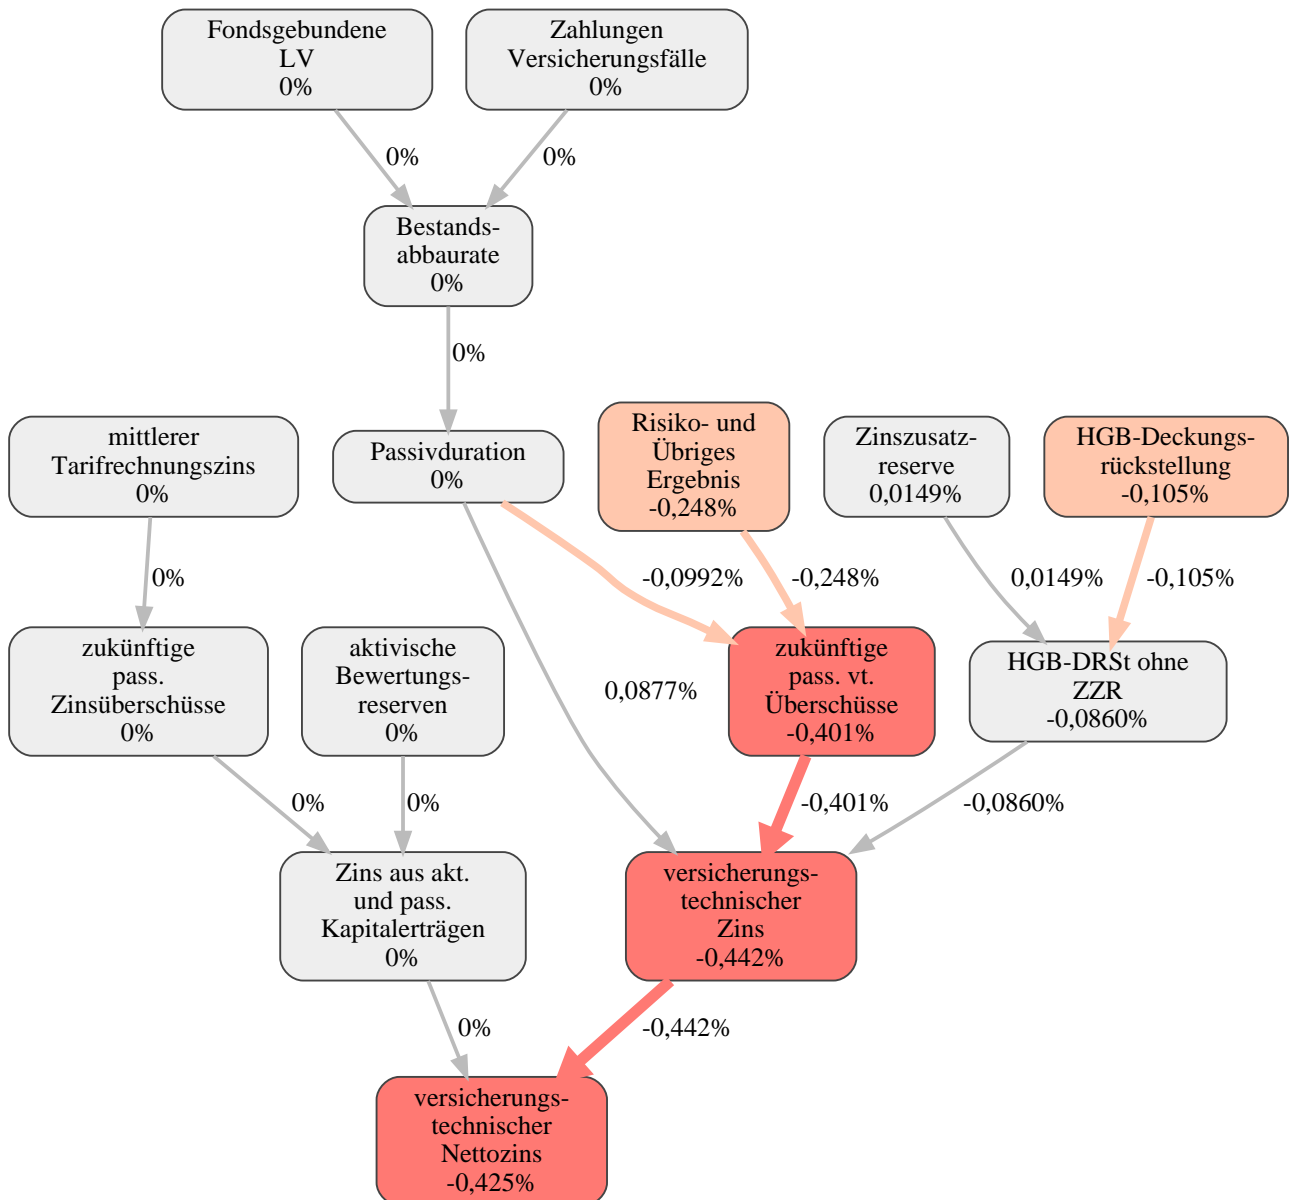 Fondsgebundene
LV
0%
Zahlungen
Versicherungsfälle
0%
0%
0%
Bestands-
abbaurate
0%
0%
mittlerer
Tarifrechnungszins
0%
Passivduration
0%
Risiko- und
Übriges
Ergebnis
-0,248%
Zinszusatz-
reserve
0,0149%
HGB-Deckungs-
rückstellung
-0,105%
0%
-0,0992%
-0,248%
0,0149%
-0,105%
zukünftige
pass.
Zinsüberschüsse
0%
aktivische
Bewertungs-
reserven
0%
0,0877%
zukünftige
pass. vt.
Überschüsse
-0,401%
HGB-DRSt ohne
ZZR
-0,0860%
0%
0%
-0,401%
-0,0860%
Zins aus akt.
und pass.
Kapitalerträgen
0%
versicherungs-
technischer
Zins
-0,442%
0%
-0,442%
versicherungs-
technischer
Nettozins
-0,425%